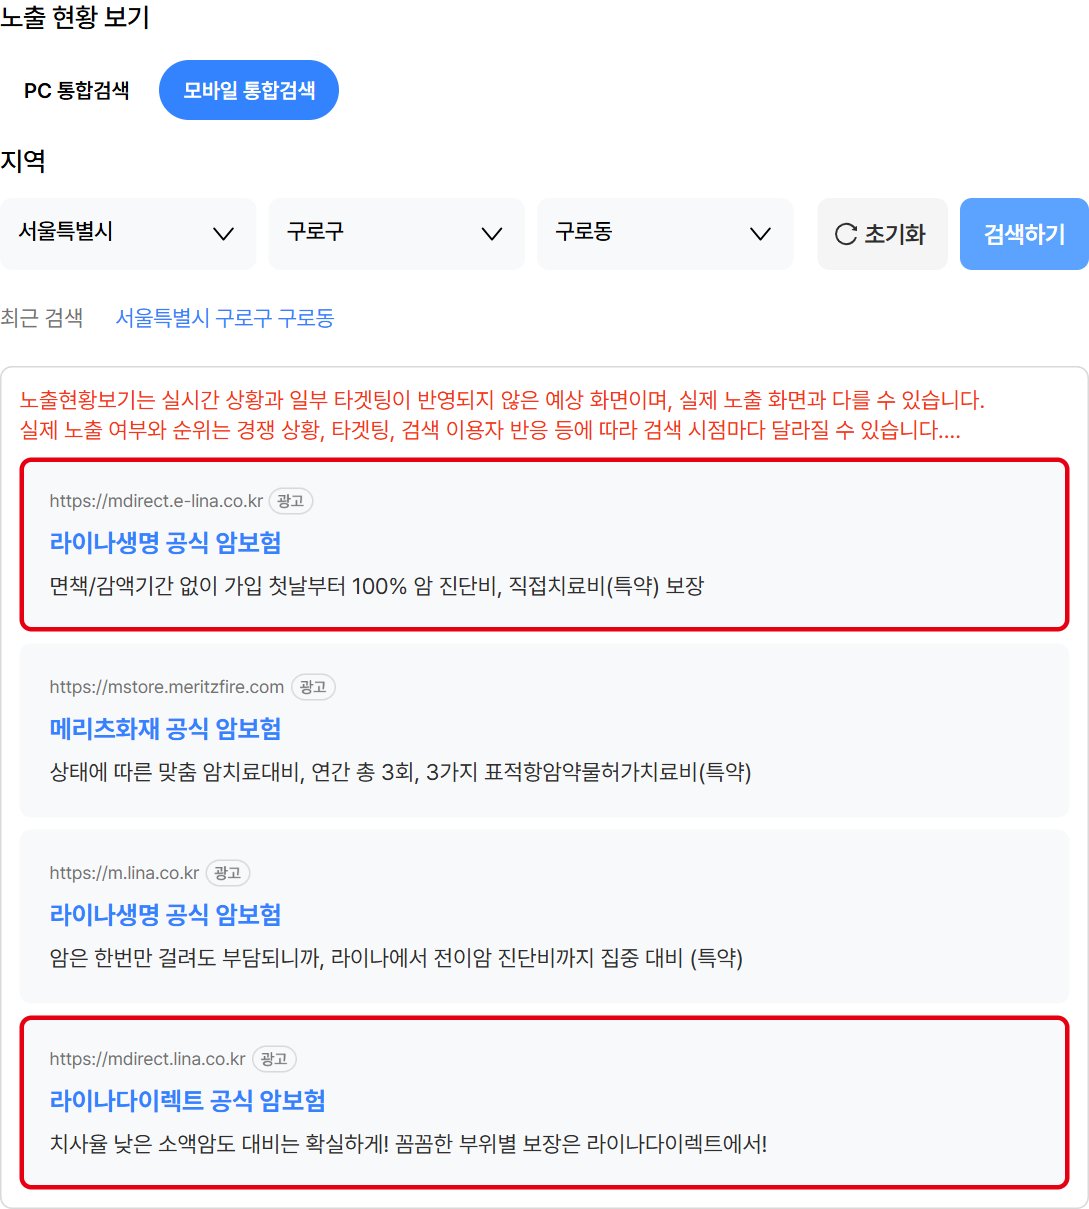 노출 현황 보기
PC 통합검색 모바일 통합검색
지역
서울특별시 구로구 구로동 초기화 검색하기
최근 검색 서울특별시 구로구 구로동
노출현황보기는 실시간 상황과 일부 타겟팅이 반영되지 않은 예상 화면이며, 실제 노출 화면과 다를 수 있습니다.
실제 노출 여부와 순위는 경쟁 상황, 타겟팅, 검색 이용자 반응 등에 따라 검색 시점마다 달라질 수 있습니다....
https://mdirect.e-lina.co.kr 광고
라이나생명 공식 암보험
면책/감액기간 없이 가입 첫날부터 100% 암 진단비, 직접치료비(특약) 보장
https://mstore.meritzfire.com 광고
메리츠화재 공식 암보험
상태에 따른 맞춤 암치료대비, 연간 총 3회, 3가지 표적항암약물허가치료비(특약)
https://m.lina.co.kr 광고
라이나생명 공식 암보험
암은 한번만 걸려도 부담되니까, 라이나에서 전이암 진단비까지 집중 대비 (특약)
https://mdirect.lina.co.kr 광고
라이나다이렉트 공식 암보험
치사율 낮은 소액암도 대비는 확실하게! 꼼꼼한 부위별 보장은 라이나다이렉트에서!